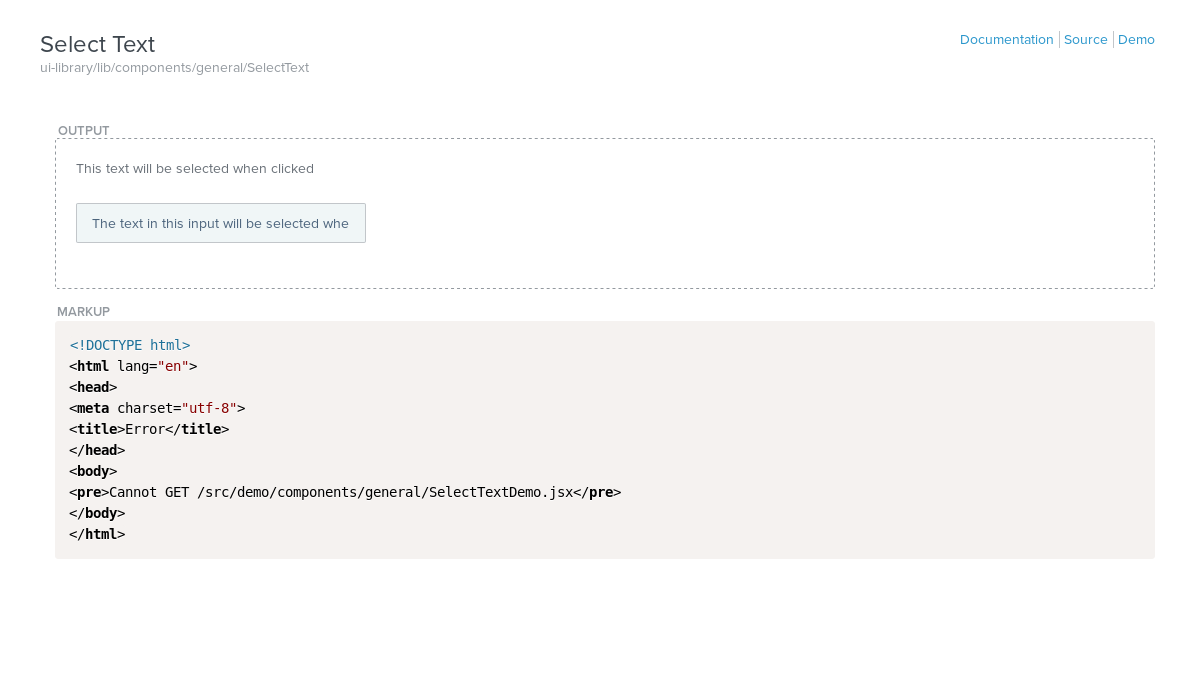 Select Text
Documentation Source Demo
ui-library/lib/components/general/SelectText
OUTPUT
This text will be selected when clicked
The text in this input will be selected whe
MARKUP
<!DOCTYPE html>
<html lang="en">
<head>
<meta charset="utf-8">
<title>Error</title>
</head>
<body>
<pre>Cannot GET /src/demo/components/general/SelectTextDemo.jsx</pre>
</body>
</html>